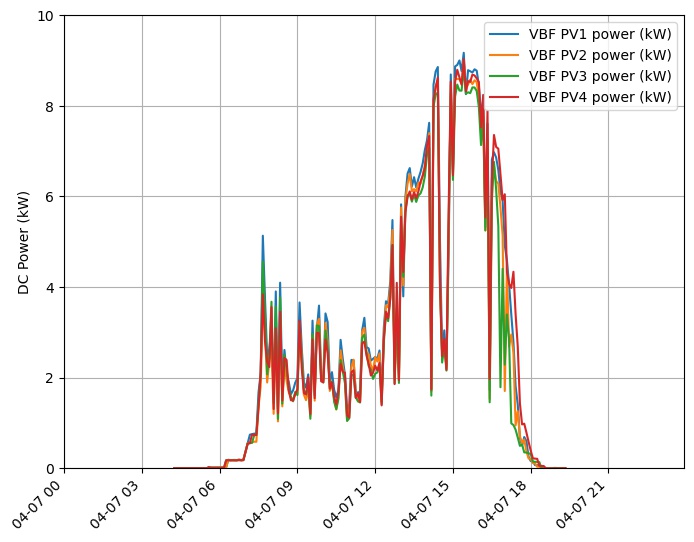 10
8
6
4
2
0
DC Power (kW)
VBF PV1 power (kW)
VBF PV2 power (kW)
VBF PV3 power (kW)
VBF PV4 power (kW)
04-07 00
04-07 03
04-07 06
04-07 09
04-07 12
04-07 15
04-07 18
04-07 21